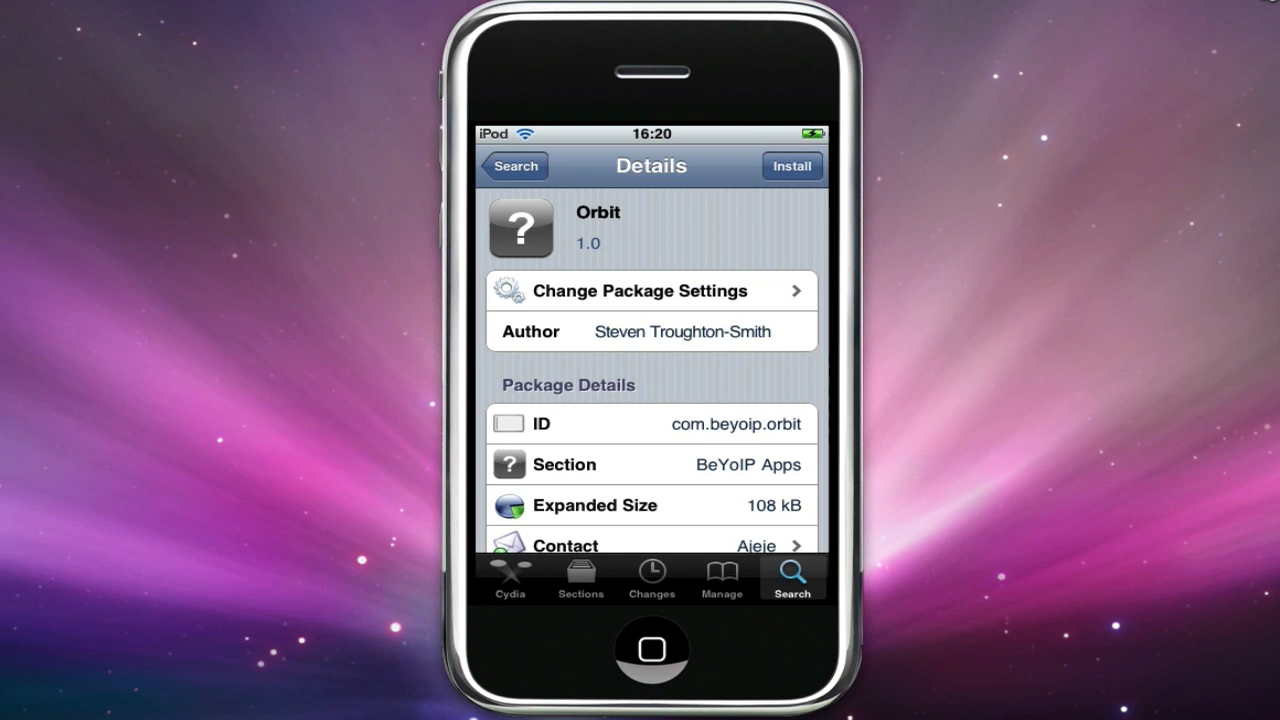 iPod 16:20
Search Details Install
?
Orbit
1.0
Change Package Settings
Author Steven Troughton-Smith
Package Details
ID com.beyoip.orbit
? Section BeYoIP Apps
Expanded Size 108 kB
Contact Ajeje
Cydia Sections Changes Manage Search